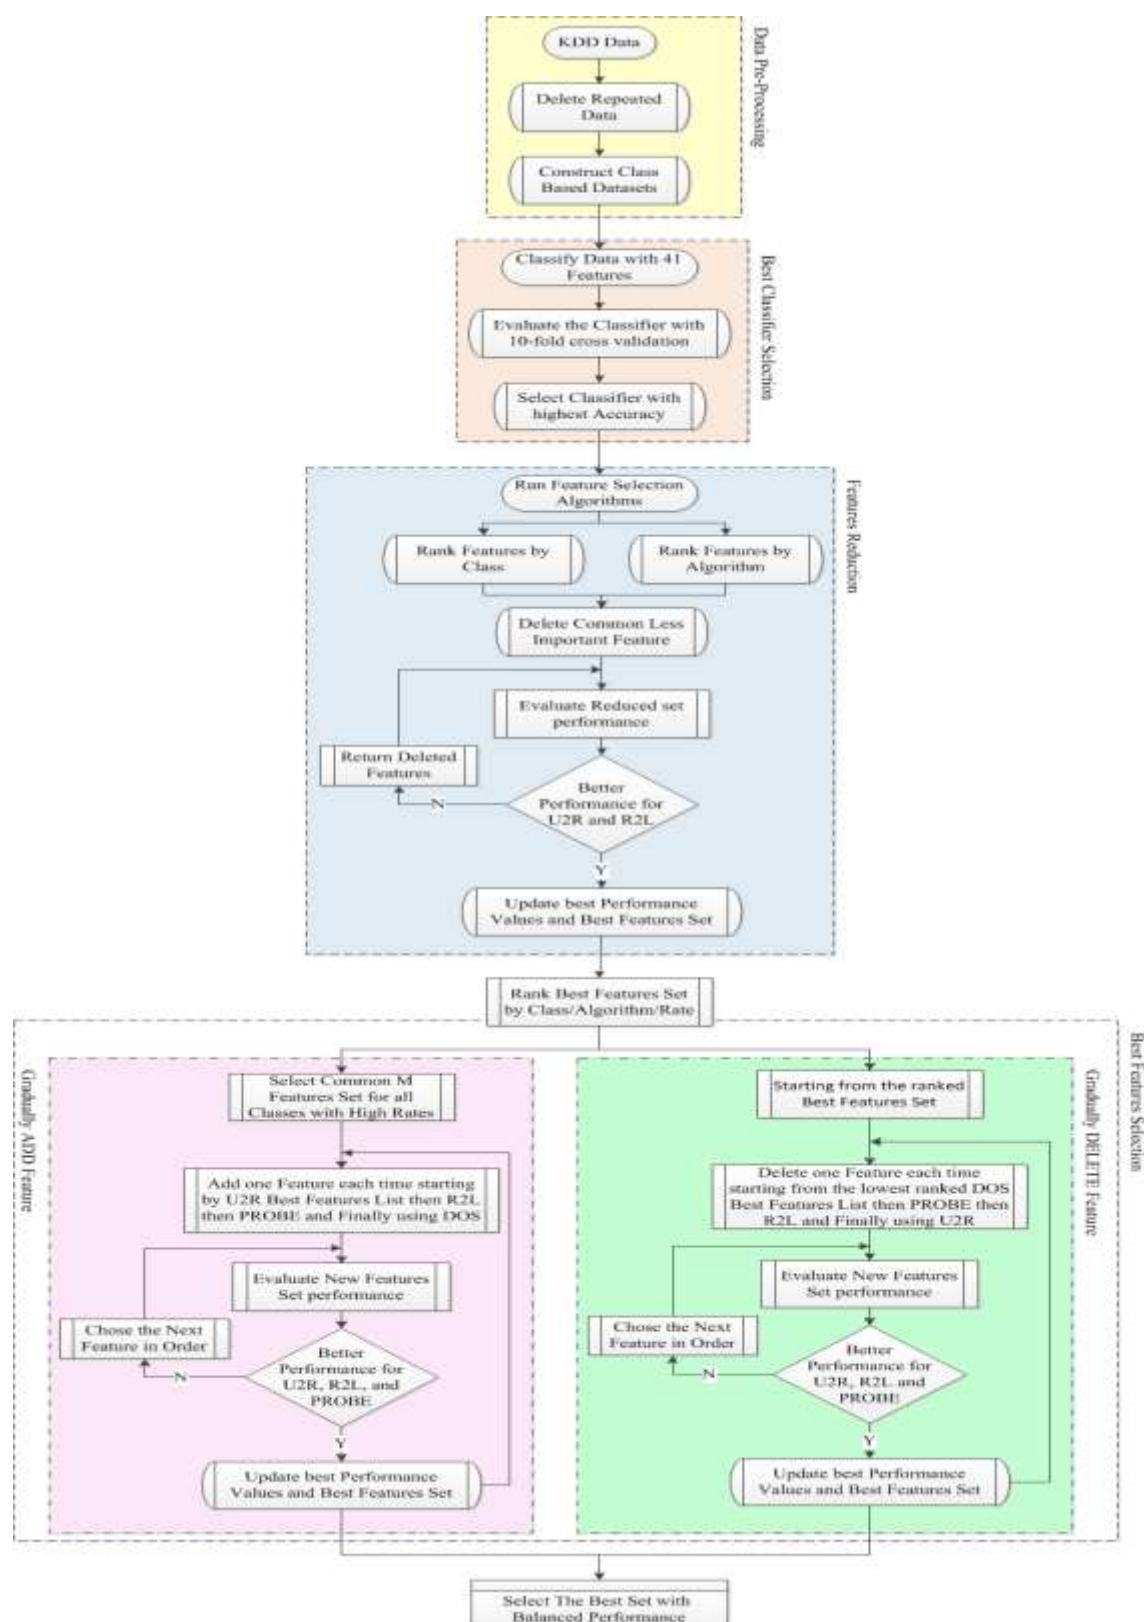 Data Pre-Processing
KDD Data
Delete Repeated
Data
Construct Class
Based Datasets
Best Classifier Selection
Classify Data with 41
Features
Evaluate the Classifier with
10-fold cross validation
Select Classifier with
highest Accuracy
Features Reduction
Run Feature Selection
Algorithms
Rank Features by
Class
Rank Features by
Algorithm
Delete Common Less
Important Feature
Evaluate Reduced set
performance
Return Deleted
Features
Better
Performance for
U2R and R2L
N
Y
Update best Performance
Values and Best Features Set
Rank Best Features Set
by Class/Algorithm/Rate
Best Features Selection
Gradually ADD Feature
Select Common M
Features Set for all
Classes with High Rates
Add one Feature each time starting
by U2R Best Features List then R2L
then PROBE and Finally using DOS
Evaluate New Features
Set performance
Chose the Next
Feature in Order
Better
Performance for
U2R, R2L, and
PROBE
N
Y
Update best Performance
Values and Best Features Set
Gradually DELETE Feature
Starting from the ranked
Best Features Set
Delete one Feature each time
starting from the lowest ranked DOS
Best Features List then PROBE then
R2L and Finally using U2R
Evaluate New Features
Set performance
Chose the Next
Feature in Order
Better
Performance for
U2R, R2L and
PROBE
N
Y
Update best Performance
Values and Best Features Set
Select The Best Set with
Balanced Performance